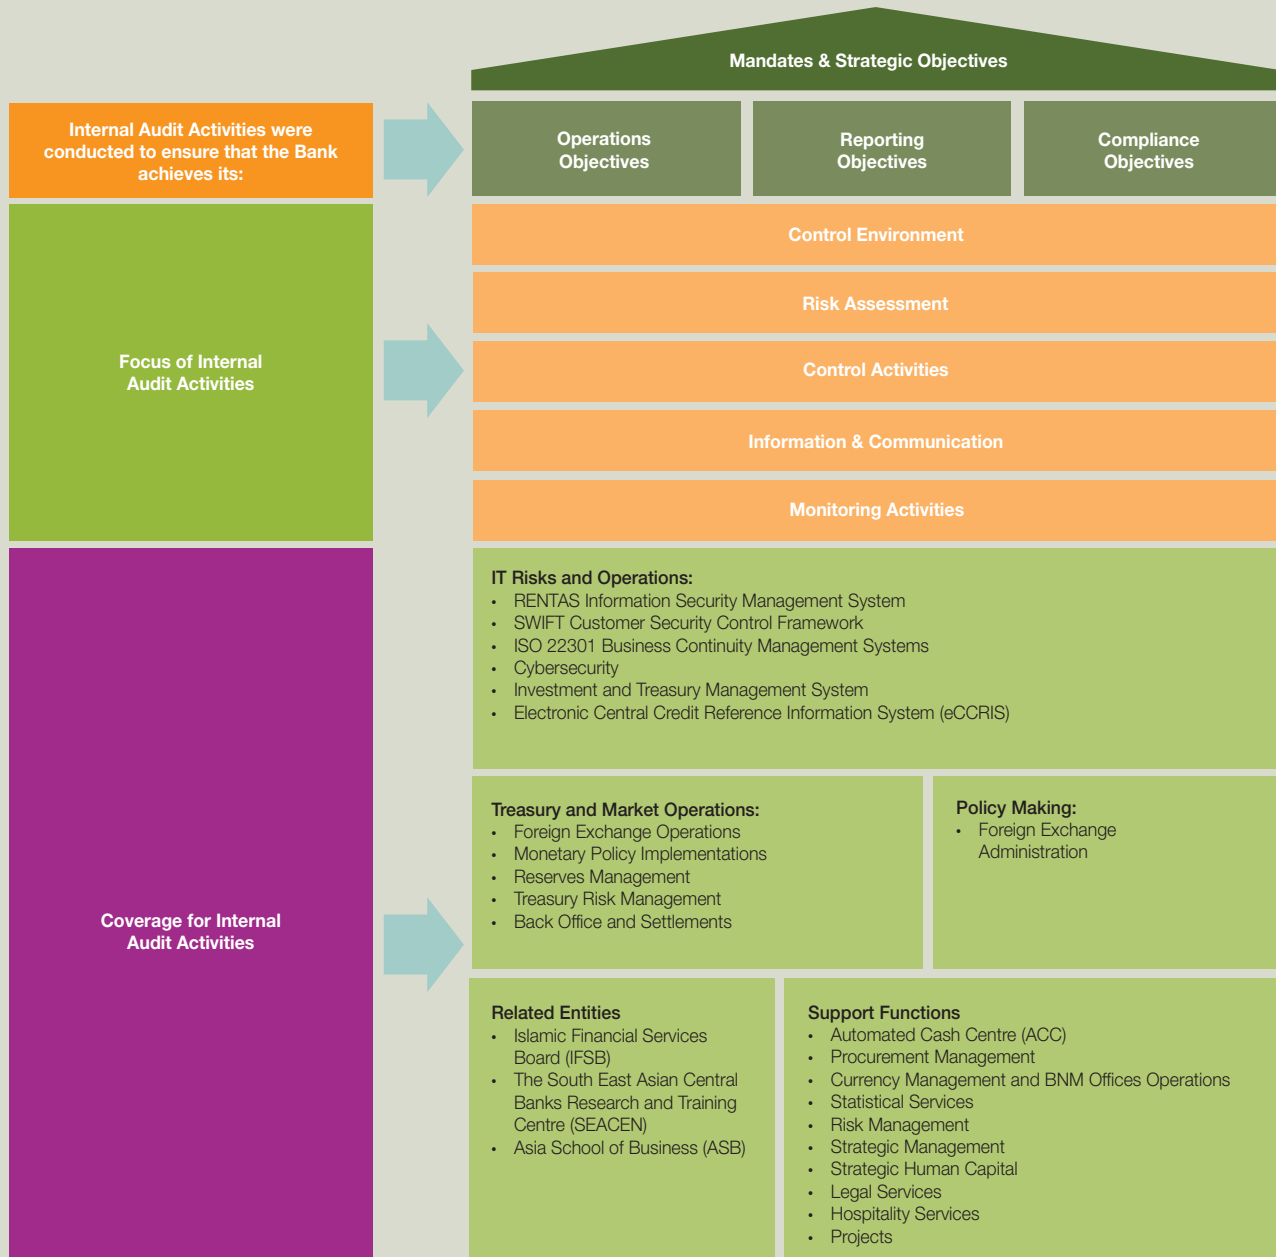 Mandates & Strategic Objectives
Internal Audit Activities were
conducted to ensure that the Bank
achieves its:
Operations
Objectives
Reporting
Objectives
Compliance
Objectives
Focus of Internal
Audit Activities
Control Environment
Risk Assessment
Control Activities
Information & Communication
Monitoring Activities
Coverage for Internal
Audit Activities
IT Risks and Operations:
• RENTAS Information Security Management System
• SWIFT Customer Security Control Framework
• ISO 22301 Business Continuity Management Systems
• Cybersecurity
• Investment and Treasury Management System
• Electronic Central Credit Reference Information System (eCCRIS)
Treasury and Market Operations:
• Foreign Exchange Operations
• Monetary Policy Implementations
• Reserves Management
• Treasury Risk Management
• Back Office and Settlements
Policy Making:
• Foreign Exchange
Administration
Related Entities
• Islamic Financial Services
Board (IFSB)
• The South East Asian Central
Banks Research and Training
Centre (SEACEN)
• Asia School of Business (ASB)
Support Functions
• Automated Cash Centre (ACC)
• Procurement Management
• Currency Management and BNM Offices Operations
• Statistical Services
• Risk Management
• Strategic Management
• Strategic Human Capital
• Legal Services
• Hospitality Services
• Projects